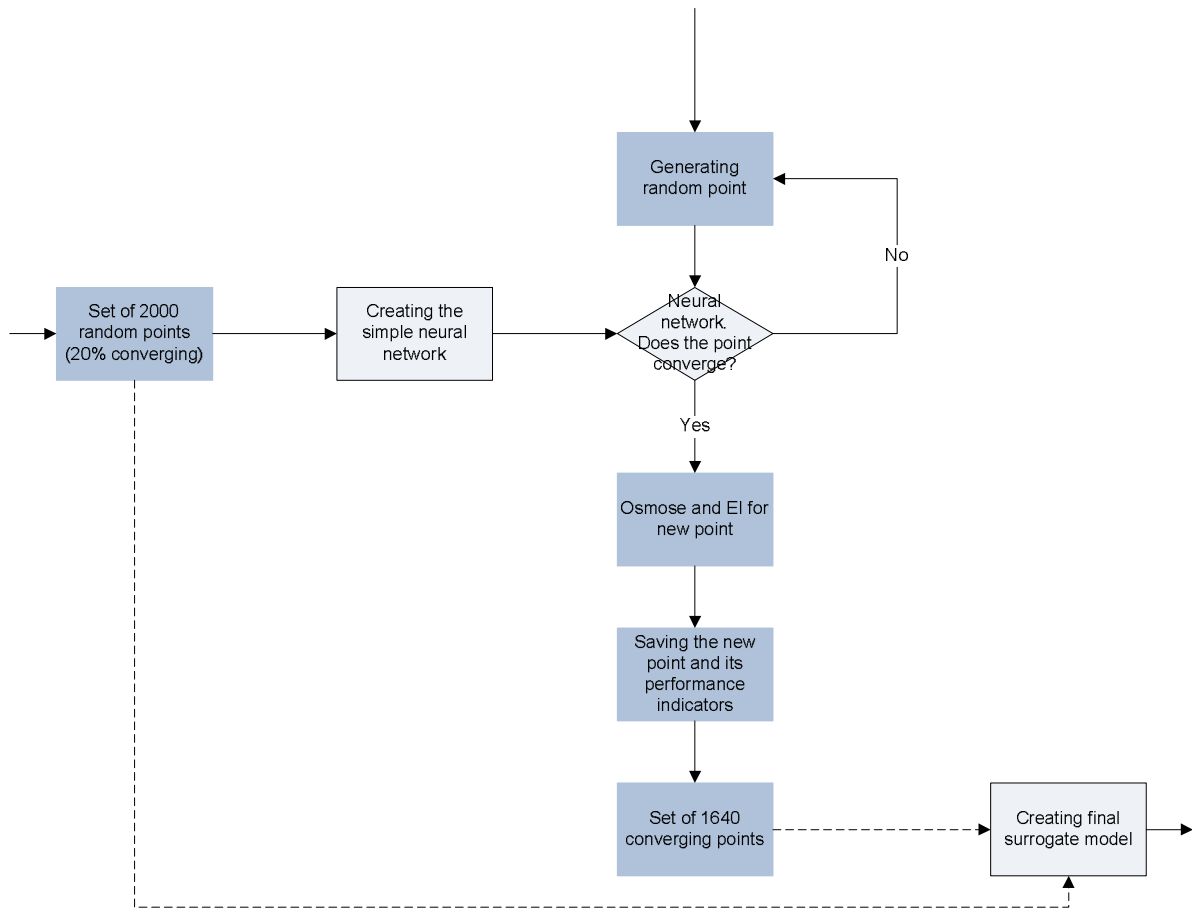 Generating
random point
No
Set of 2000
random points
(20% converging)
Creating the
simple neural
network
Neural
network.
Does the point
converge?
Yes
Osmose and EI for
new point
Saving the new
point and its
performance
indicators
Set of 1640
converging points
Creating final
surrogate model